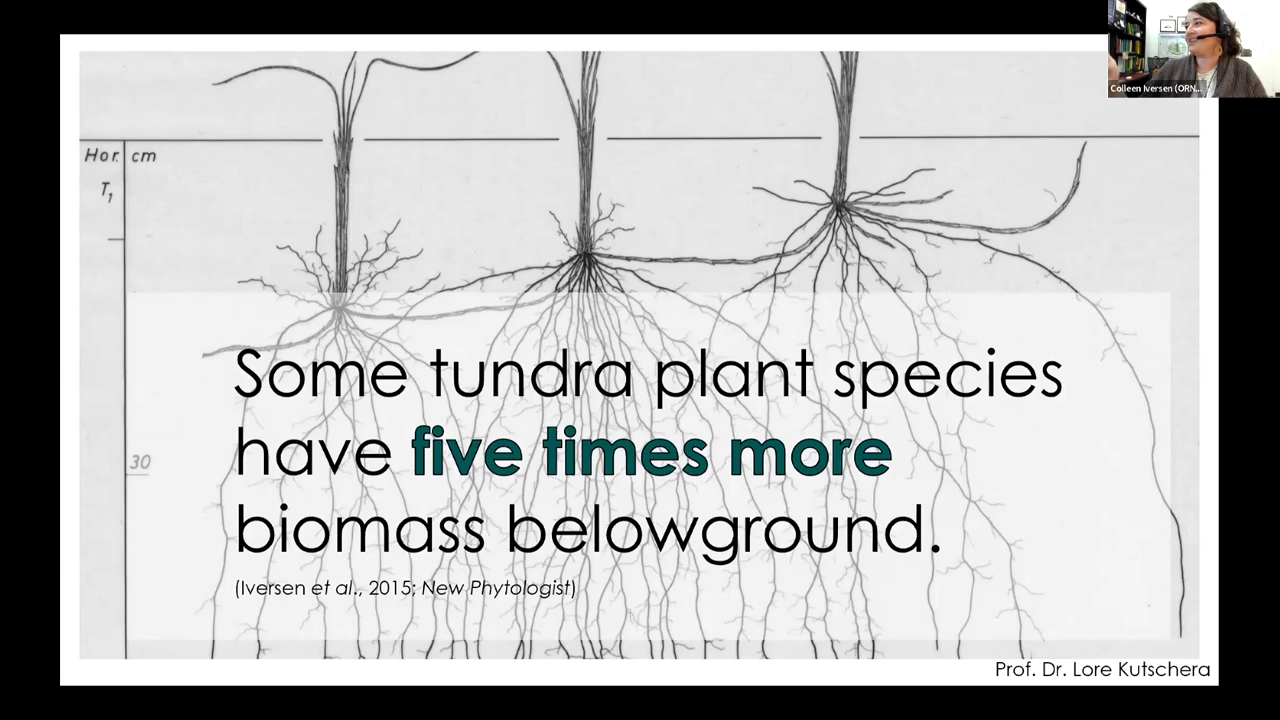 Colleen Iversen (ORN...
Hor. cm
T1
30
Some tundra plant species
have five times more
biomass belowground.
(Iversen et al., 2015; New Phytologist)
Prof. Dr. Lore Kutschera